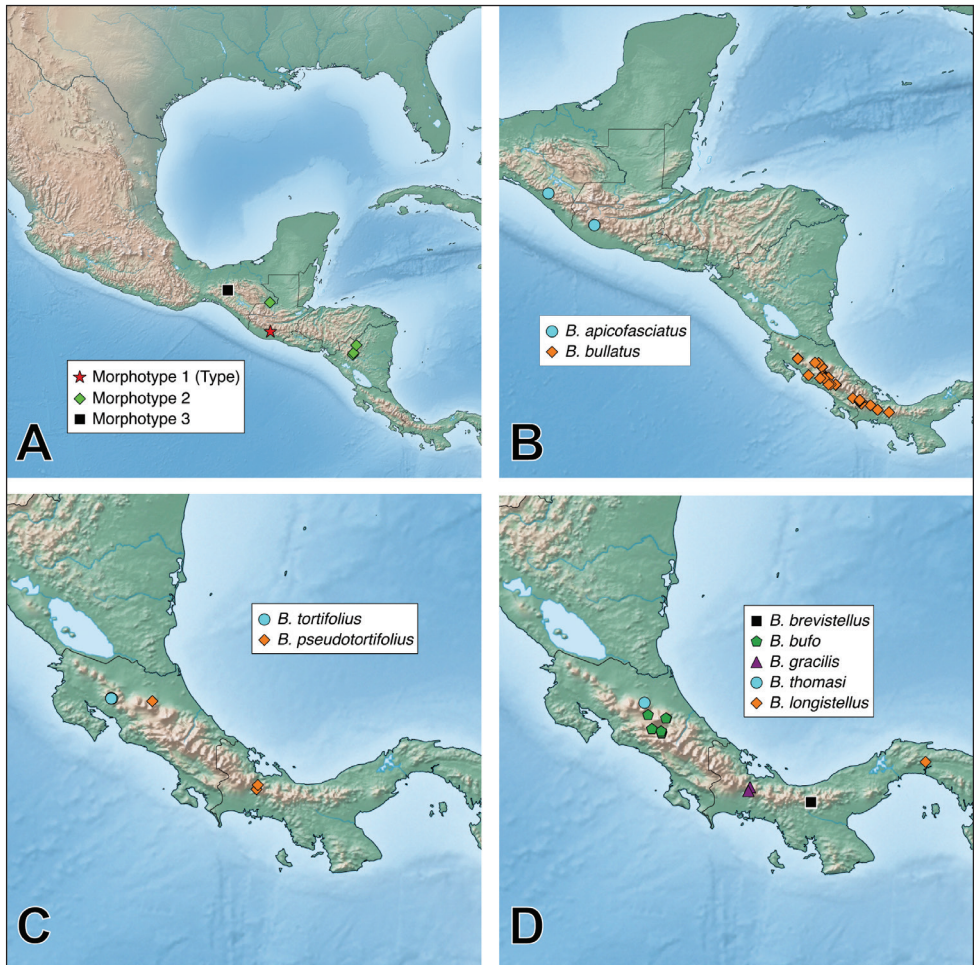 Morphotype 1 (Type)
Morphotype 2
Morphotype 3
A
B. apicofasciatus
B. bullatus
B
B. tortifolius
B. pseudotortifolius
C
B. brevistellus
B. bufo
B. gracilis
B. thomasi
B. longistellus
D